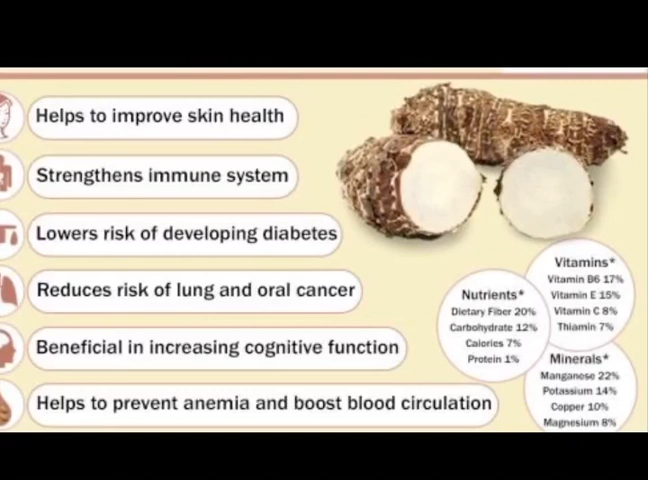 Helps to improve skin health
Strengthens immune system
Lowers risk of developing diabetes
Reduces risk of lung and oral cancer
Beneficial in increasing cognitive function
Helps to prevent anemia and boost blood circulation
Nutrients*
Dietary Fiber 20%
Carbohydrate 12%
Calories 7%
Protein 1%
Vitamins*
Vitamin B6 17%
Vitamin E 15%
Vitamin C 8%
Thiamin 7%
Minerals*
Manganese 22%
Potassium 14%
Copper 10%
Magnesium 8%